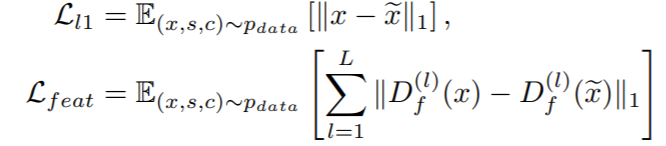 \mathcal{L}_{l1} = \mathbb{E}_{(x,s,c)\sim p_{data}} \left[ \| x - \widetilde{x} \|_1 \right],
\mathcal{L}_{feat} = \mathbb{E}_{(x,s,c)\sim p_{data}} \left[ \sum_{l=1}^{L} \| D_f^{(l)}(x) - D_f^{(l)}(\widetilde{x}) \|_1 \right]